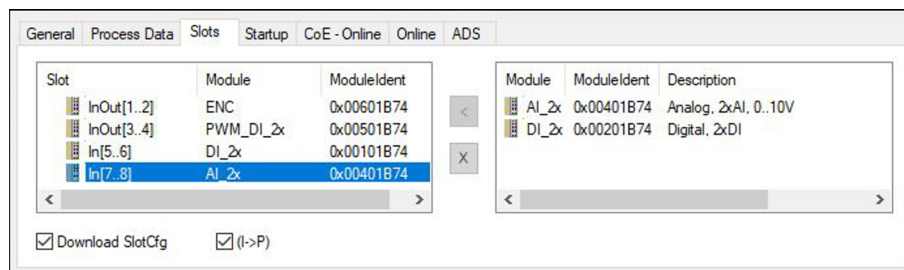 General Process Data Slots Startup CoE - Online Online ADS
Slot Module ModuleIdent
InOut[1..2] ENC 0x00601B74
InOut[3..4] PWM_DI_2x 0x00501B74
In[5..6] DI_2x 0x00101B74
In[7..8] AI_2x 0x00401B74
<
X
Module ModuleIdent Description
AI_2x 0x00401B74 Analog, 2xAI, 0..10V
DI_2x 0x00201B74 Digital, 2xDI
Download SlotCfg (I->P)